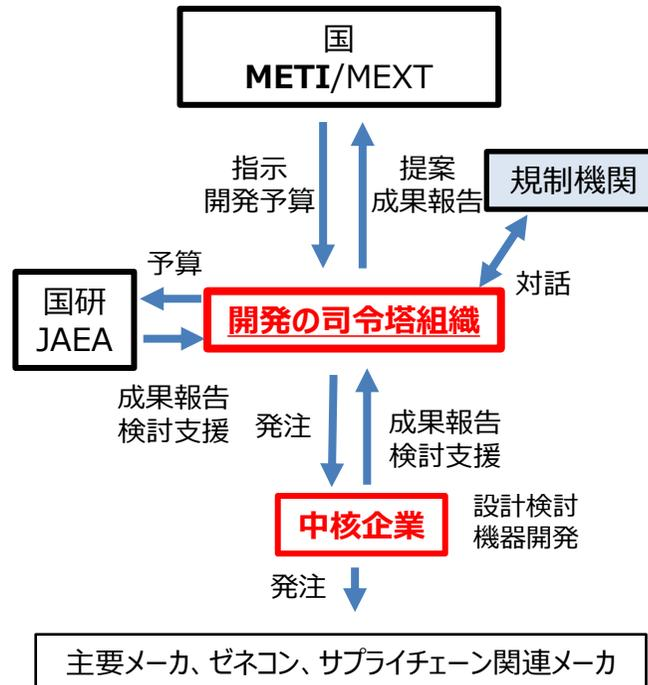 国
METI/MEXT
指示
開発予算
提案
成果報告
規制機関
対話
予算
国研
JAEA
開発の司令塔組織
成果報告
検討支援
発注
成果報告
検討支援
中核企業
設計検討
機器開発
発注
主要メーカ、ゼネコン、サプライチェーン関連メーカ